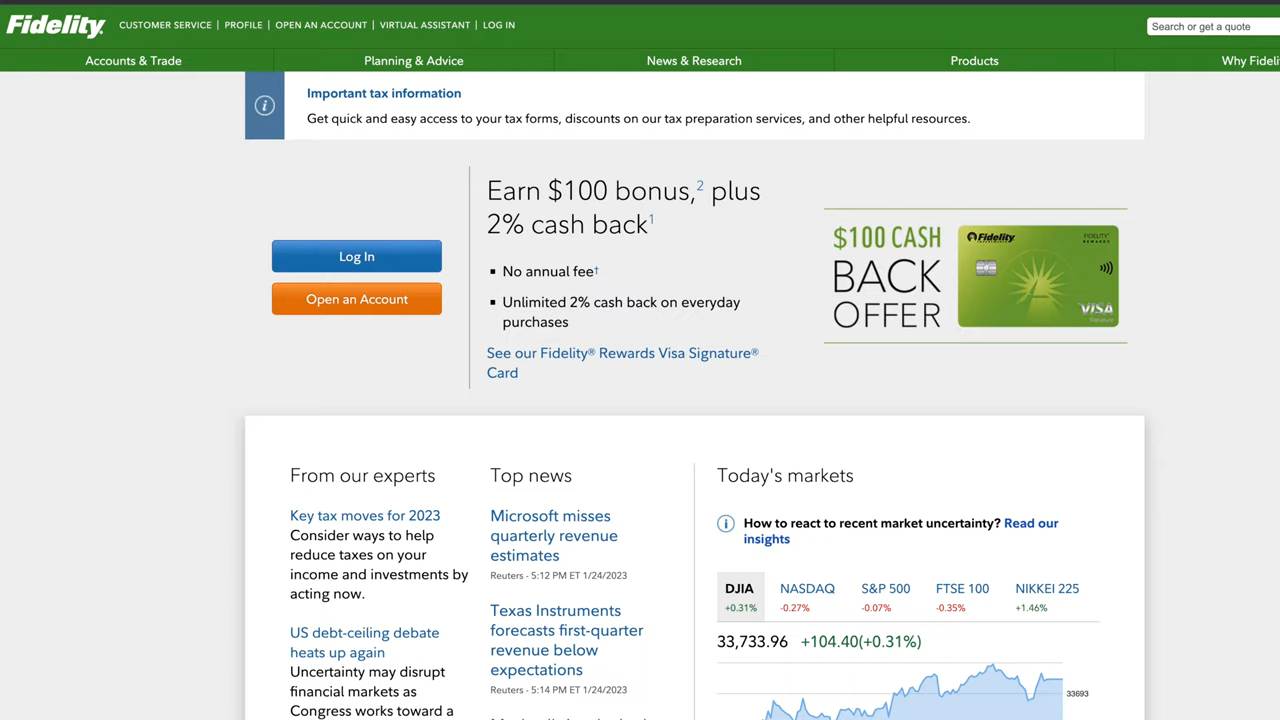 Fidelity
CUSTOMER SERVICE | PROFILE | OPEN AN ACCOUNT | VIRTUAL ASSISTANT | LOG IN
Search or get a quote
Accounts & Trade
Planning & Advice
News & Research
Products
Why Fideli
Important tax information
Get quick and easy access to your tax forms, discounts on our tax preparation services, and other helpful resources.
Log In
Open an Account
Earn $100 bonus,2 plus
2% cash back1
▪ No annual fee†
▪ Unlimited 2% cash back on everyday
purchases
See our Fidelity® Rewards Visa Signature®
Card
$100 CASH
BACK
OFFER
Fidelity
INVESTMENTS
FIDELITY
REWARDS
VISA
Signature
From our experts
Key tax moves for 2023
Consider ways to help
reduce taxes on your
income and investments by
acting now.
US debt-ceiling debate
heats up again
Uncertainty may disrupt
financial markets as
Congress works toward a
Top news
Microsoft misses
quarterly revenue
estimates
Reuters - 5:12 PM ET 1/24/2023
Texas Instruments
forecasts first-quarter
revenue below
expectations
Reuters - 5:14 PM ET 1/24/2023
Today's markets
How to react to recent market uncertainty? Read our
insights
DJIA
+0.31%
NASDAQ
-0.27%
S&P 500
-0.07%
FTSE 100
-0.35%
NIKKEI 225
+1.46%
33,733.96 +104.40(+0.31%)
33693